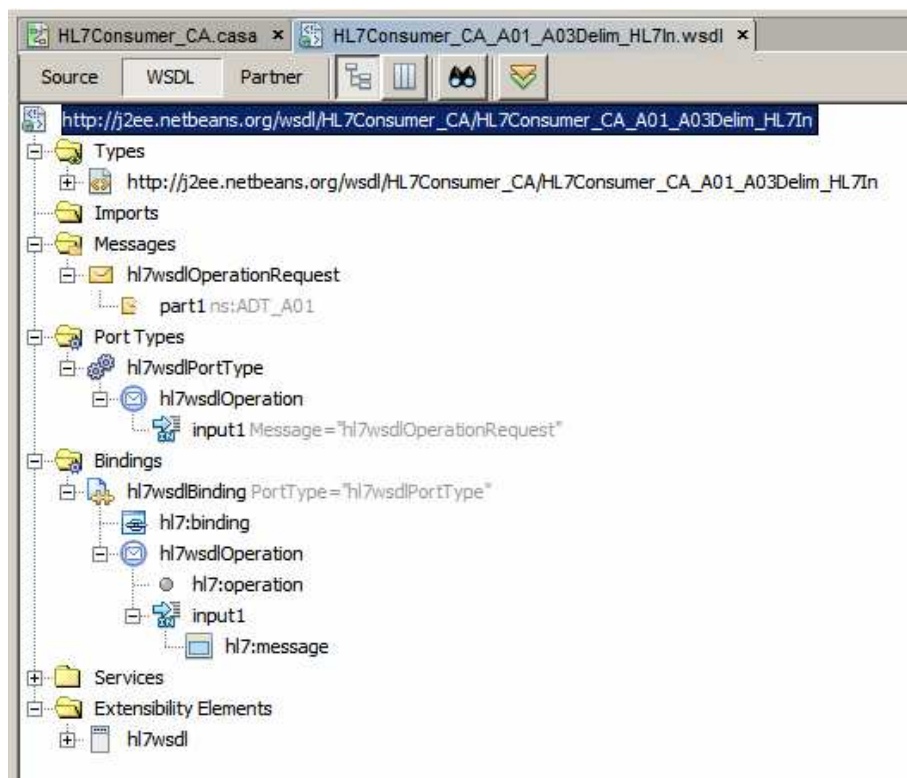 HL7Consumer_CA.casa × HL7Consumer_CA_A01_A03Delim_HL7In.wsdl ×
Source WSDL Partner
http://j2ee.netbeans.org/wsdl/HL7Consumer_CA/HL7Consumer_CA_A01_A03Delim_HL7In
Types
http://j2ee.netbeans.org/wsdl/HL7Consumer_CA/HL7Consumer_CA_A01_A03Delim_HL7In
Imports
Messages
hl7wsdlOperationRequest
part1 ns:ADT_A01
Port Types
hl7wsdlPortType
hl7wsdlOperation
IN input1 Message="hl7wsdlOperationRequest"
Bindings
hl7wsdlBinding PortType="hl7wsdlPortType"
hl7:binding
hl7wsdlOperation
hl7:operation
IN input1
hl7:message
Services
Extensibility Elements
hl7wsdl